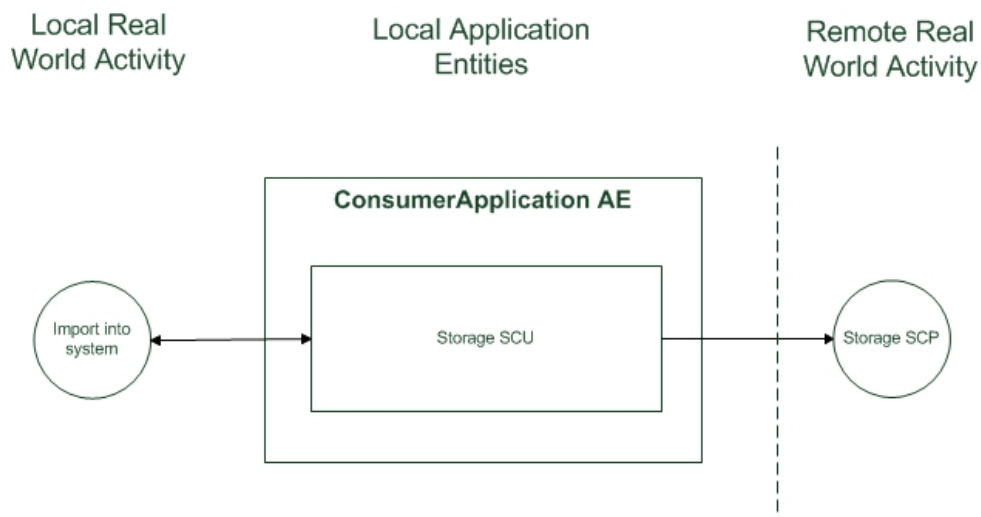 Local Real
World Activity
Local Application
Entities
Remote Real
World Activity
ConsumerApplication AE
Import into
system
Storage SCU
Storage SCP